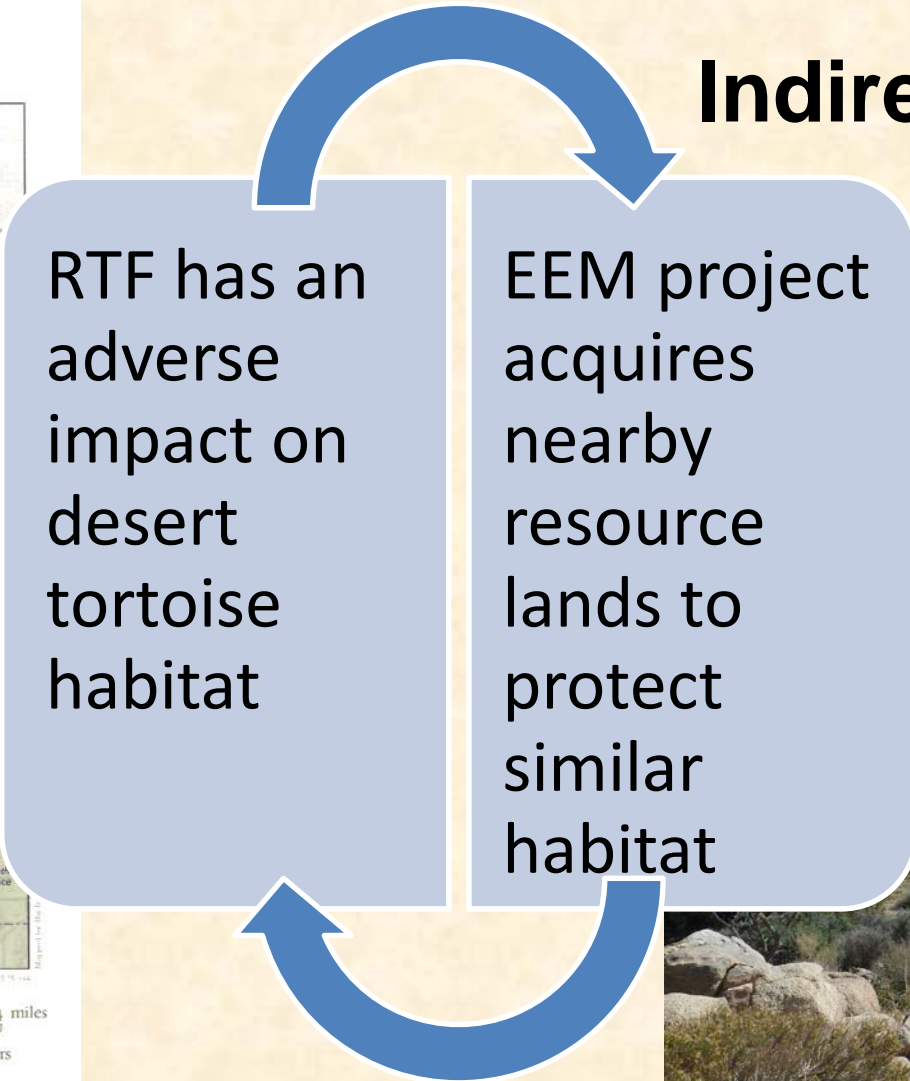 Indire
RTF has an
adverse
impact on
desert
tortoise
habitat
EEM project
acquires
nearby
resource
lands to
protect
similar
habitat
miles
rs